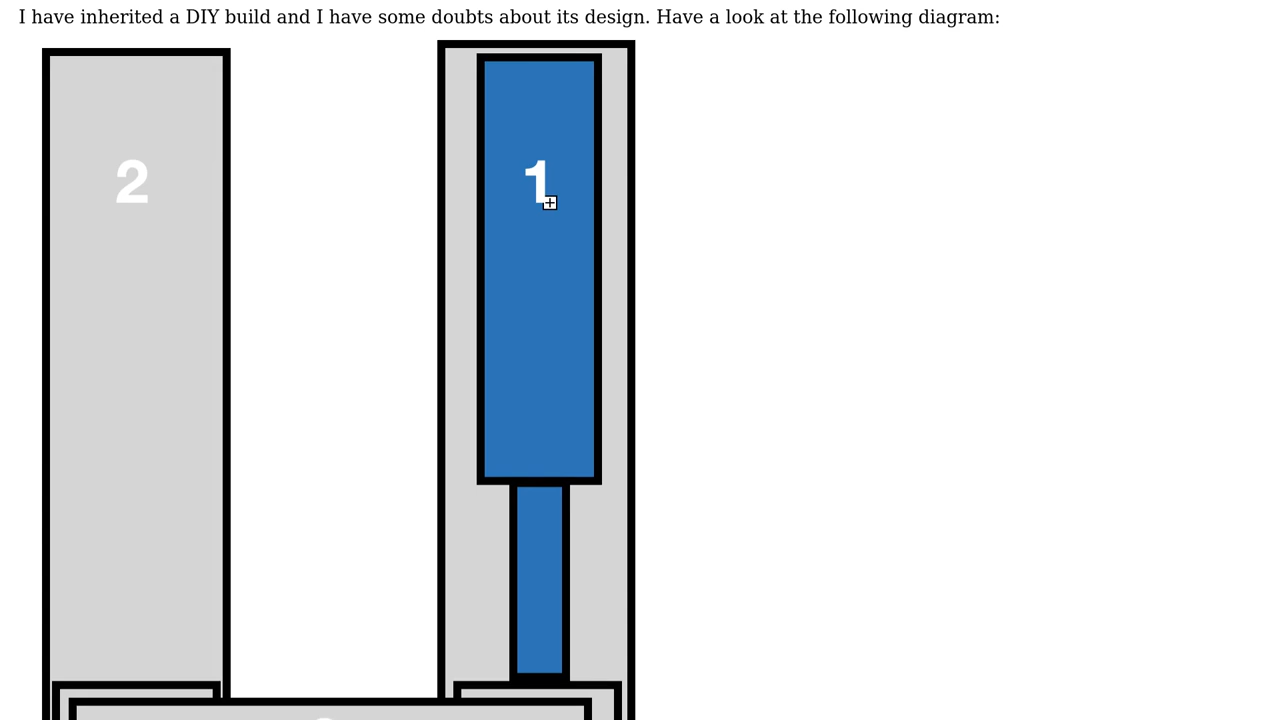 I have inherited a DIY build and I have some doubts about its design. Have a look at the following diagram:
2
1